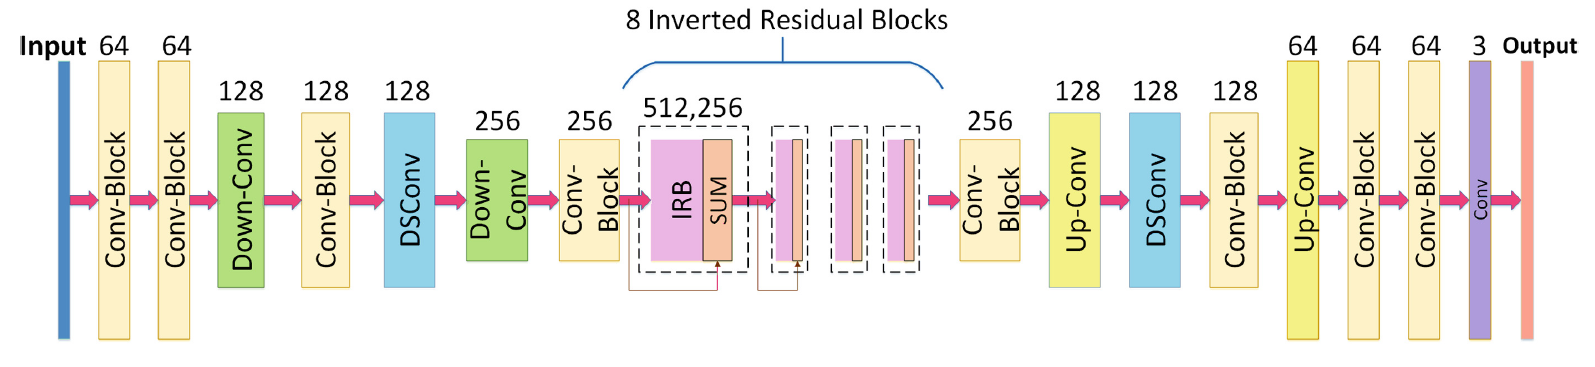 8 Inverted Residual Blocks
Input 64 64 64 64 64 3 Output
128 128 128 128 128 128
512,256
256 256 256
Conv-Block
Conv-Block
Down-Conv
Conv-Block
DSConv
Down-
Conv
Conv-
Block
IRB
SUM
Conv-
Block
Up-Conv
DSConv
Conv-Block
Up-Conv
Conv-Block
Conv-Block
Conv